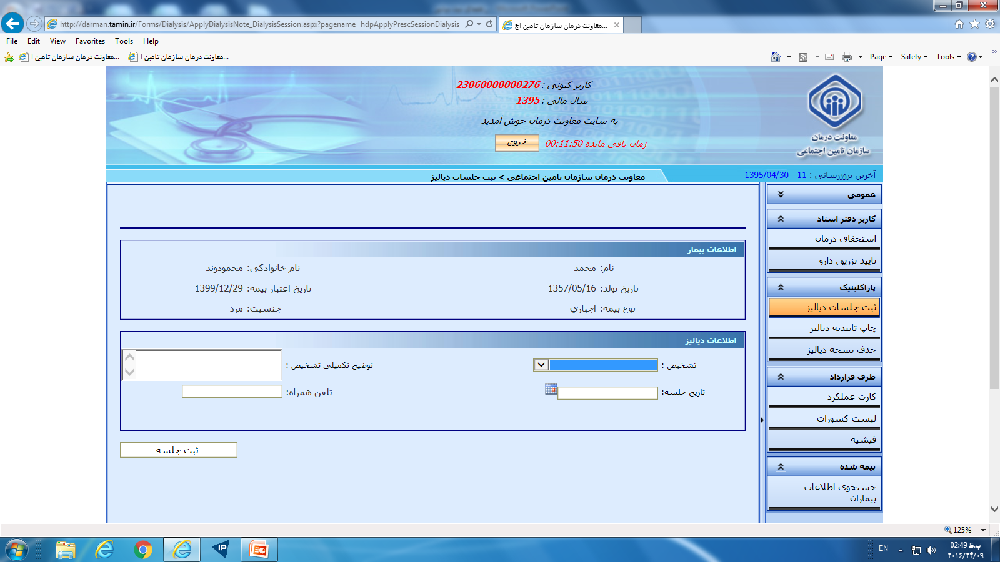 http://darman.tamin.ir/Forms/Dialysis/ApplyDialysisNote_DialysisSession.aspx?pagename=hdpApplyPrescSessionDialysis
معاونت درمان سازمان تامین اج...
File Edit View Favorites Tools Help
معاونت درمان سازمان تامین ا...
معاونت درمان سازمان تامین ا...
Page Safety Tools
کاربر کنونی : 23060000000276
سال مالی : 1395
به سایت معاونت درمان خوش آمدید
زمان باقی مانده 00:11:50
خروج
معاونت درمان
سازمان تامین اجتماعی
آخرین بروزرسانی : 11 - 1395/04/30
معاونت درمان سازمان تامین اجتماعی > ثبت جلسات دیالیز
عمومی
کاربر دفتر اسناد
استحقاق درمان
تایید تزریق دارو
پاراکلینیک
ثبت جلسات دیالیز
چاپ تاییدیه دیالیز
حذف نسخه دیالیز
طرف قرارداد
کارت عملکرد
لیست کسورات
فیشیه
بیمه شده
جستجوی اطلاعات
بیماران
اطلاعات بیمار
نام: محمد
نام خانوادگی: محمودوند
تاریخ تولد: 1357/05/16
تاریخ اعتبار بیمه: 1399/12/29
نوع بیمه: اجباري
جنسیت: مرد
اطلاعات دیالیز
تشخیص :
توضیح تکمیلی تشخیص :
تاریخ جلسه:
تلفن همراه:
ثبت جلسه
125%
IP
EN
02:49 ب.ظ
۲۰۱۶/۲۴/۰۹